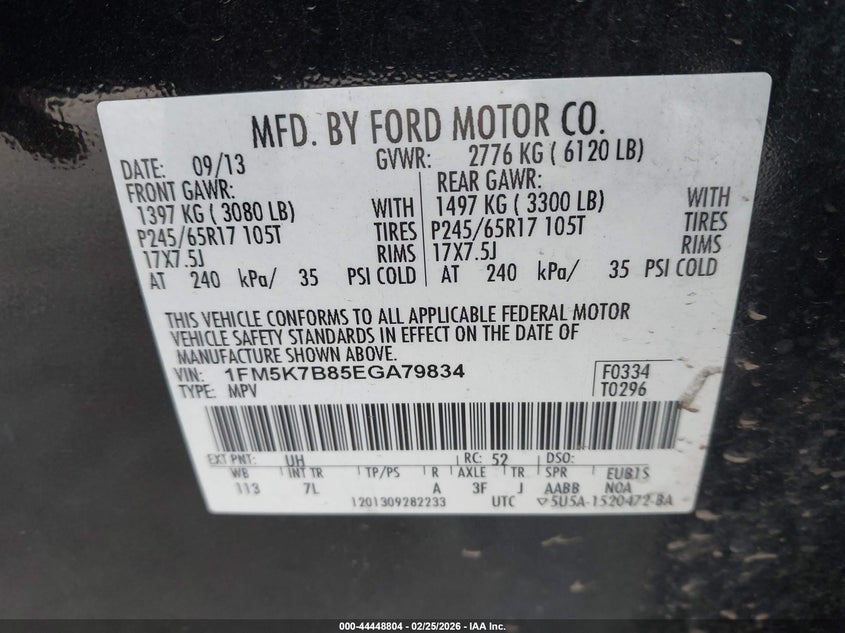 MFD. BY FORD MOTOR CO.
DATE: 09/13 GVWR: 2776 KG ( 6120 LB)
FRONT GAWR: REAR GAWR:
1397 KG ( 3080 LB) WITH 1497 KG ( 3300 LB) WITH
P245/65R17 105T TIRES P245/65R17 105T TIRES
17X7.5J RIMS 17X7.5J RIMS
AT 240 kPa/ 35 PSI COLD AT 240 kPa/ 35 PSI COLD
THIS VEHICLE CONFORMS TO ALL APPLICABLE FEDERAL MOTOR
VEHICLE SAFETY STANDARDS IN EFFECT ON THE DATE OF
MANUFACTURE SHOWN ABOVE.
VIN: 1FM5K7B85EGA79834 F0334
TYPE: MPV T0296
EXT PNT: UH RC: 52 DSO:
WB INT TR TP/PS R AXLE TR SPR EUB1S
113 7L A 3F J AABB NOA
1201309282233 UTC ▽5U5A-1520472-BA
000-44448804 - 02/25/2026 - IAA Inc.